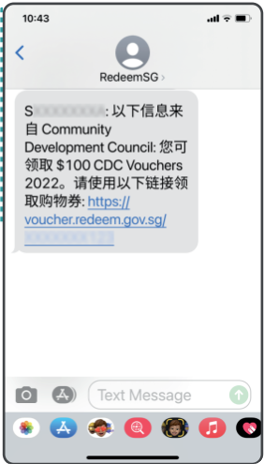 10:43
RedeemSG
S : 以下信息来
自 Community
Development Council: 您可
领取 $100 CDC Vouchers
2022。请使用以下链接领
取购物券: https://
voucher.redeem.gov.sg/
Text Message